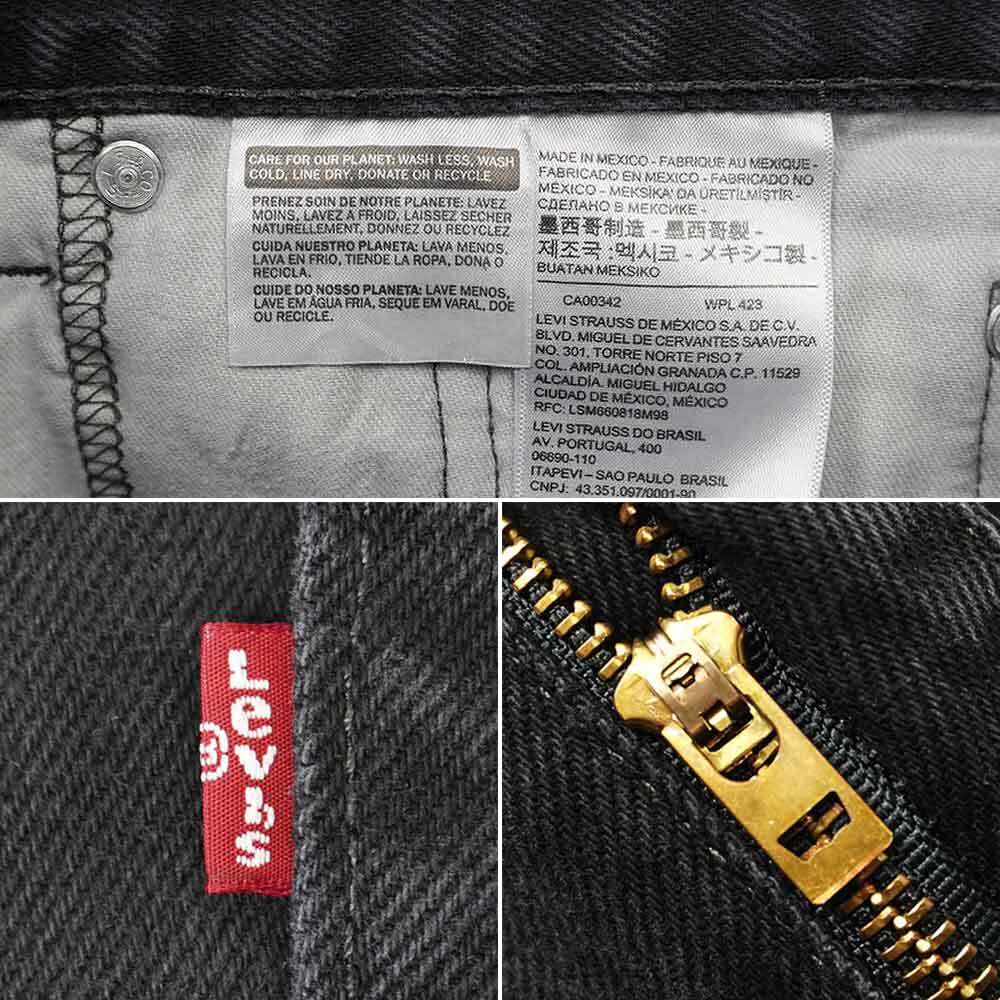 CARE FOR OUR PLANET: WASH LESS, WASH
COLD, LINE DRY, DONATE OR RECYCLE
PRENEZ SOIN DE NOTRE PLANETE: LAVEZ
MOINS, LAVEZ A FROID, LAISSEZ SECHER
NATURELLEMENT, DONNEZ OU RECYCLEZ
CUIDA NUESTRO PLANETA: LAVA MENOS,
LAVA EN FRIO, TIENDE LA ROPA, DONA O
RECICLA.
CUIDE DO NOSSO PLANETA: LAVE MENOS,
LAVE EM ÁGUA FRIA, SEQUE EM VARAL, DOE
OU RECICLE.
MADE IN MEXICO - FABRIQUE AU MEXIQUE -
FABRICADO EN MÉXICO - FABRICADO NO
MÉXICO - MEKSİKA' DA ÜRETİLMİŞTİR -
СДЕЛАНО В МЕКСИКЕ -
墨西哥制造 - 墨西哥製 -
제조국 :멕시코 - メキシコ製 -
BUATAN MEKSIKO
CA00342 WPL 423
LEVI STRAUSS DE MÉXICO S.A. DE C.V.
BLVD. MIGUEL DE CERVANTES SAAVEDRA
NO. 301, TORRE NORTE PISO 7
COL. AMPLIACIÓN GRANADA C.P. 11529
ALCALDÍA. MIGUEL HIDALGO
CIUDAD DE MÉXICO, MÉXICO
RFC: LSM660818M98
LEVI STRAUSS DO BRASIL
AV. PORTUGAL, 400
06690-110
ITAPEVI – SAO PAULO BRASIL
CNPJ: 43.351.097/0001-90
LEVI'S
®